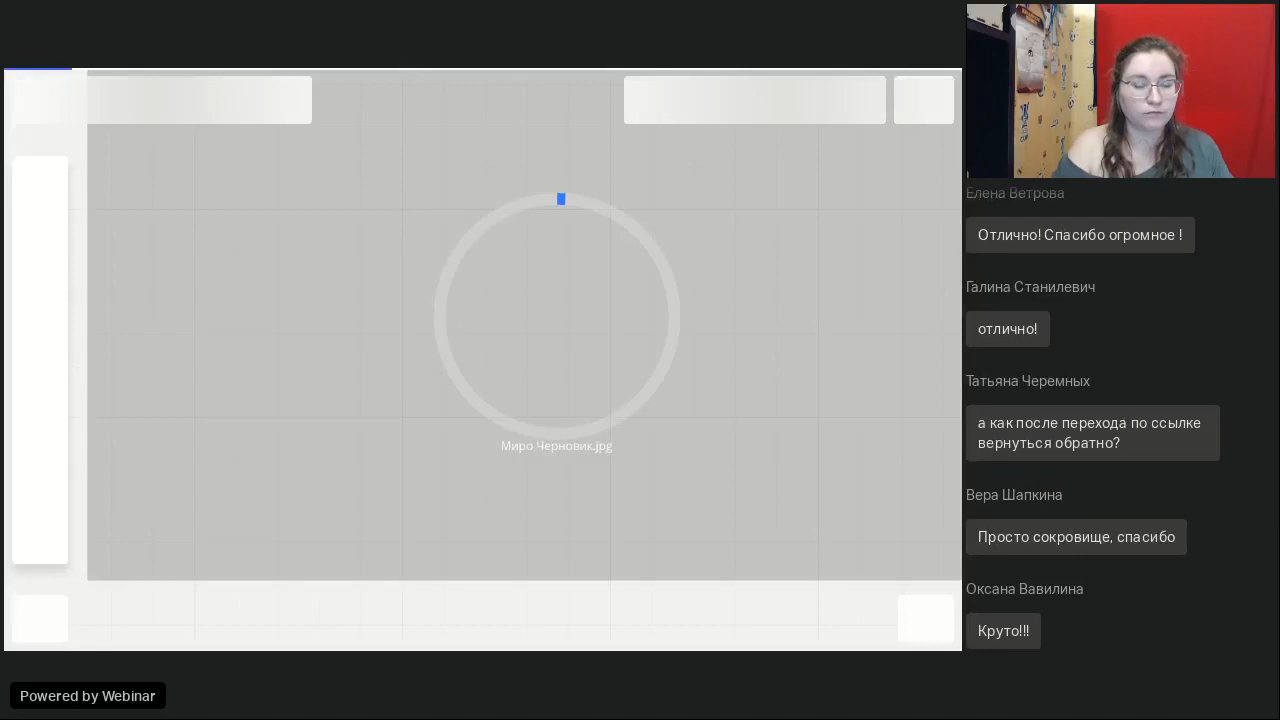 Миро Черновик.jpg
Елена Ветрова
Отлично! Спасибо огромное !
Галина Станилевич
отлично!
Татьяна Черемных
а как после перехода по ссылке
вернуться обратно?
Вера Шапкина
Просто сокровище, спасибо
Оксана Вавилина
Круто!!!
Powered by Webinar